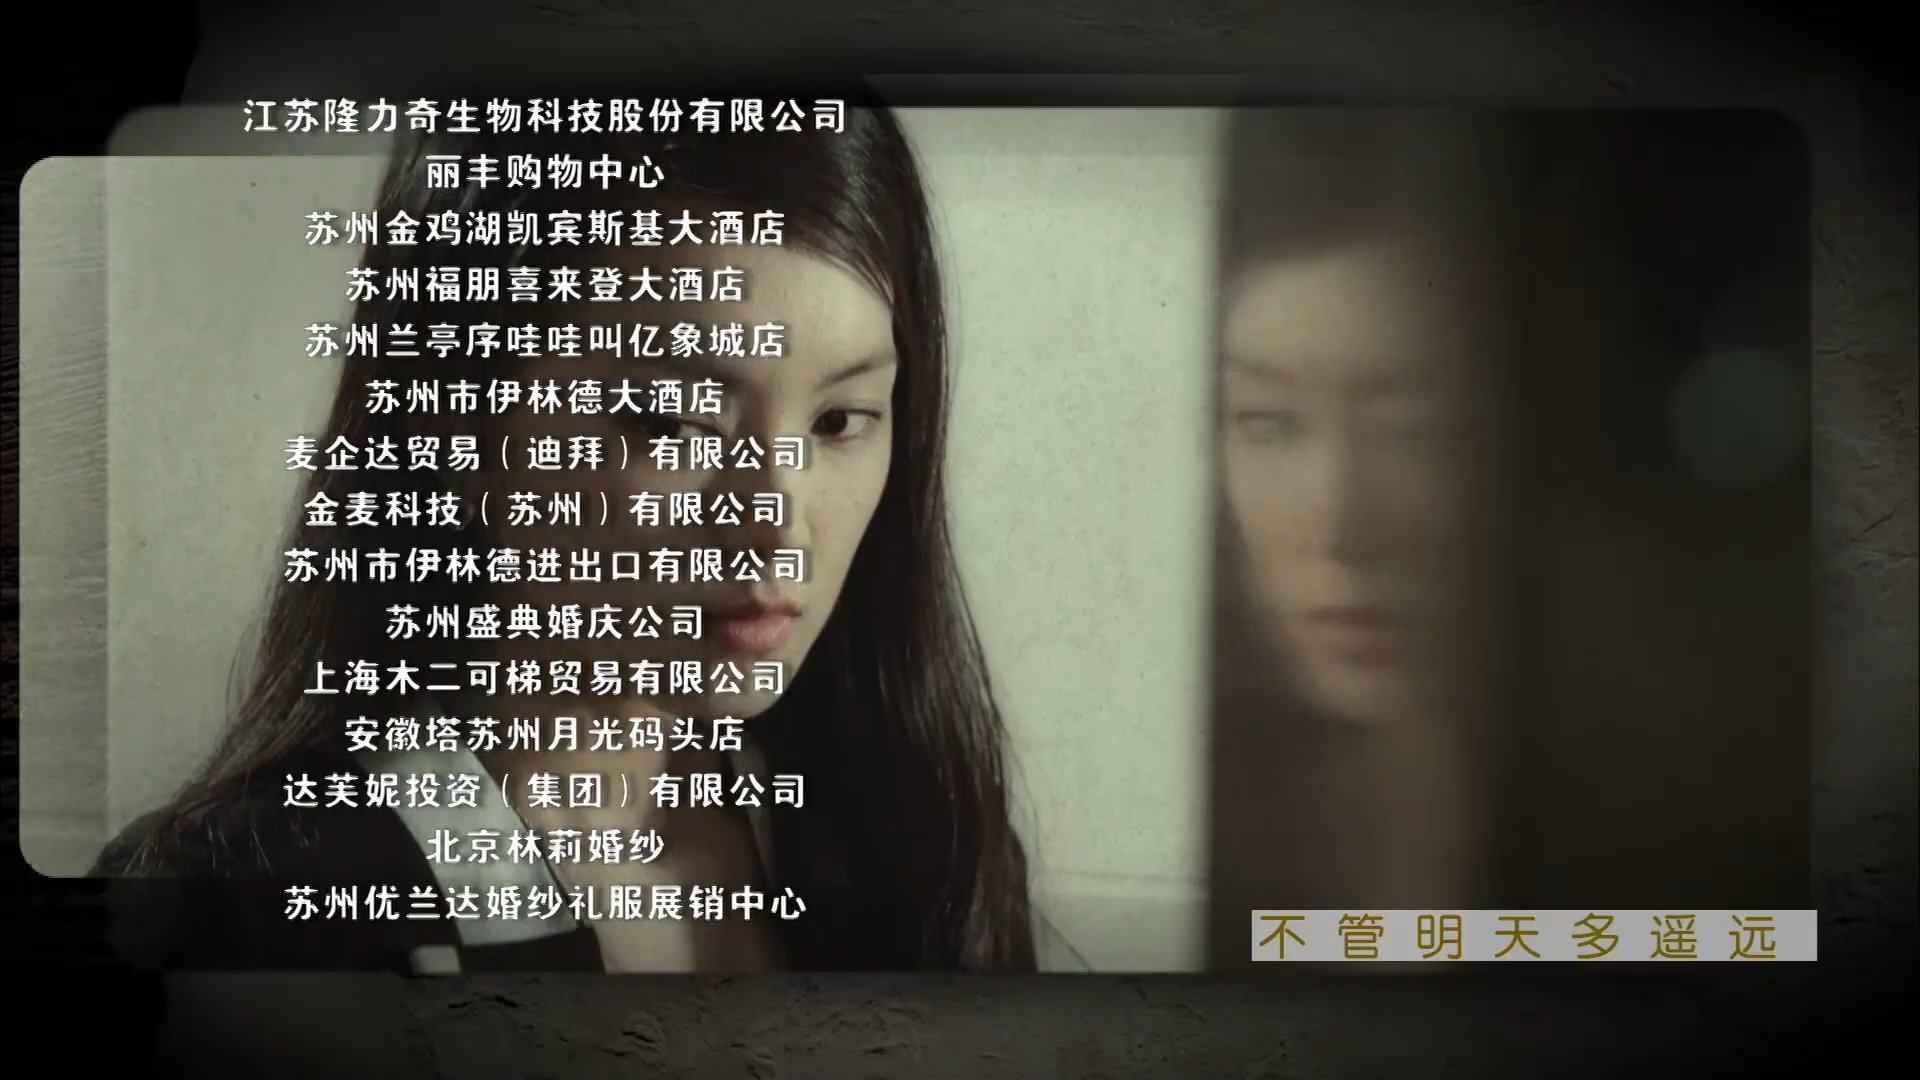 江苏隆力奇生物科技股份有限公司
丽丰购物中心
苏州金鸡湖凯宾斯基大酒店
苏州福朋喜来登大酒店
苏州兰亭序哇哇叫亿象城店
苏州市伊林德大酒店
麦企达贸易（迪拜）有限公司
金麦科技（苏州）有限公司
苏州市伊林德进出口有限公司
苏州盛典婚庆公司
上海木二可梯贸易有限公司
安徽塔苏州月光码头店
达芙妮投资（集团）有限公司
北京林莉婚纱
苏州优兰达婚纱礼服展销中心
不管明天多遥远